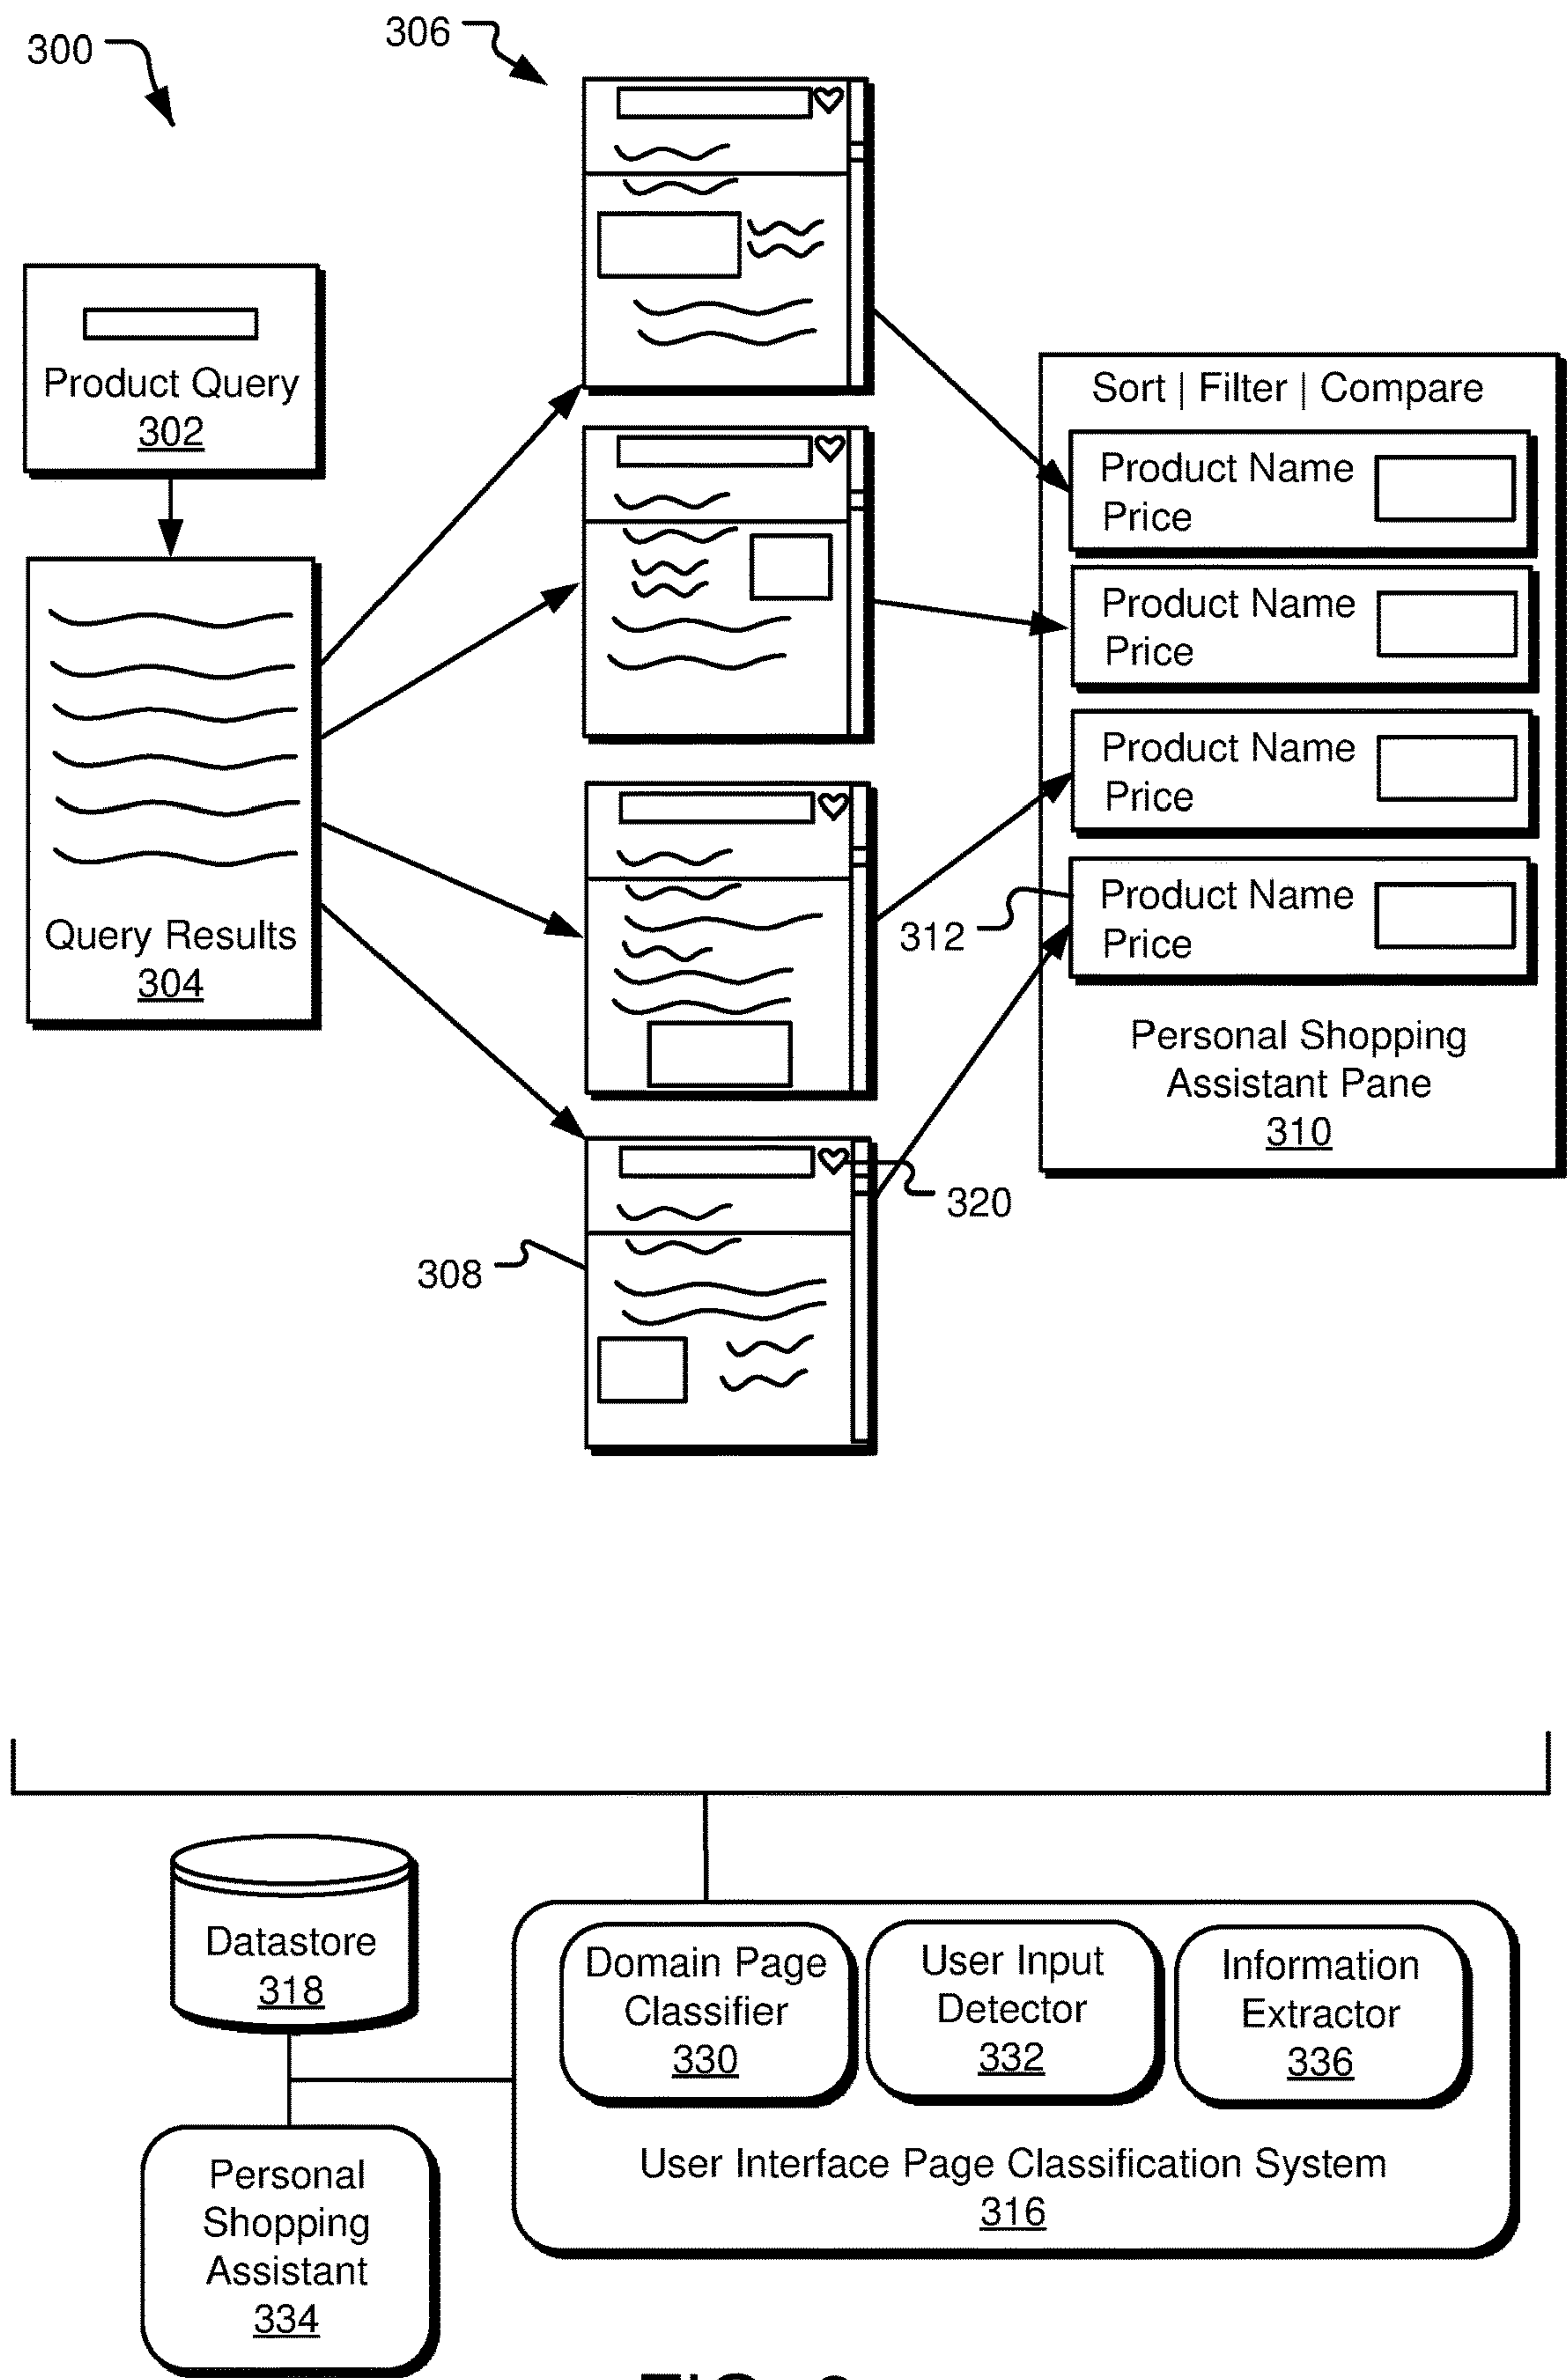 300
306
Product Query
302
Query Results
304
Sort | Filter | Compare
Product Name
Price
Product Name
Price
Product Name
Price
312
Product Name
Price
Personal Shopping
Assistant Pane
310
320
308
Datastore
318
Domain Page
Classifier
330
User Input
Detector
332
Information
Extractor
336
User Interface Page Classification System
316
Personal
Shopping
Assistant
334